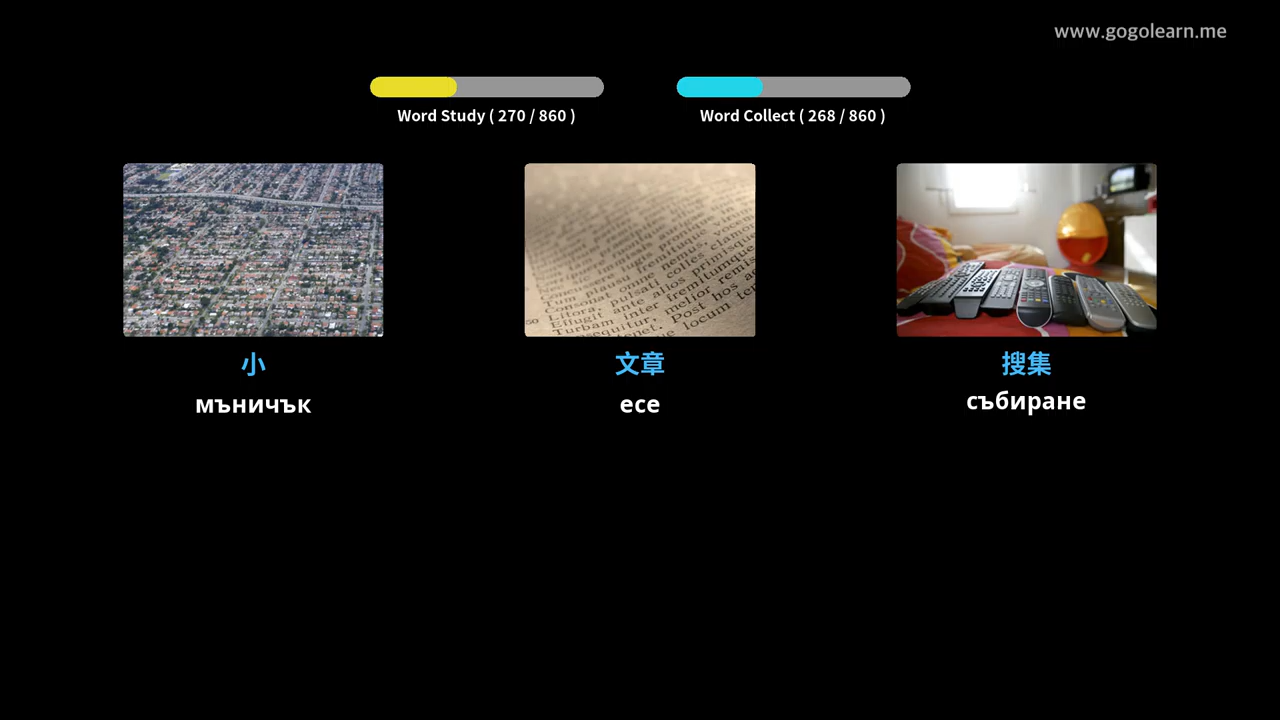 www.gogolearn.me
Word Study ( 270 / 860 )
Word Collect ( 268 / 860 )
小
文章
搜集
мъничък
есе
събиране